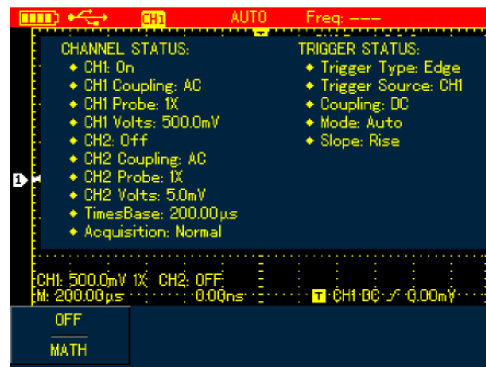 CH1 AUTO Freq: ---
CHANNEL STATUS:
◆ CH1: On
◆ CH1 Coupling: AC
◆ CH1 Probe: 1X
◆ CH1 Volts: 500.0mV
◆ CH2: Off
◆ CH2 Coupling: AC
◆ CH2 Probe: 1X
◆ CH2 Volts: 5.0mV
◆ TimesBase: 200.00µs
◆ Acquisition: Normal
TRIGGER STATUS:
◆ Trigger Type: Edge
◆ Trigger Source: CH1
◆ Coupling: DC
◆ Mode: Auto
◆ Slope: Rise
1
CH1: 500.0mV 1X CH2: OFF
M: 200.00µs 0.00ns T CH1 DC 0.00mV
OFF
MATH